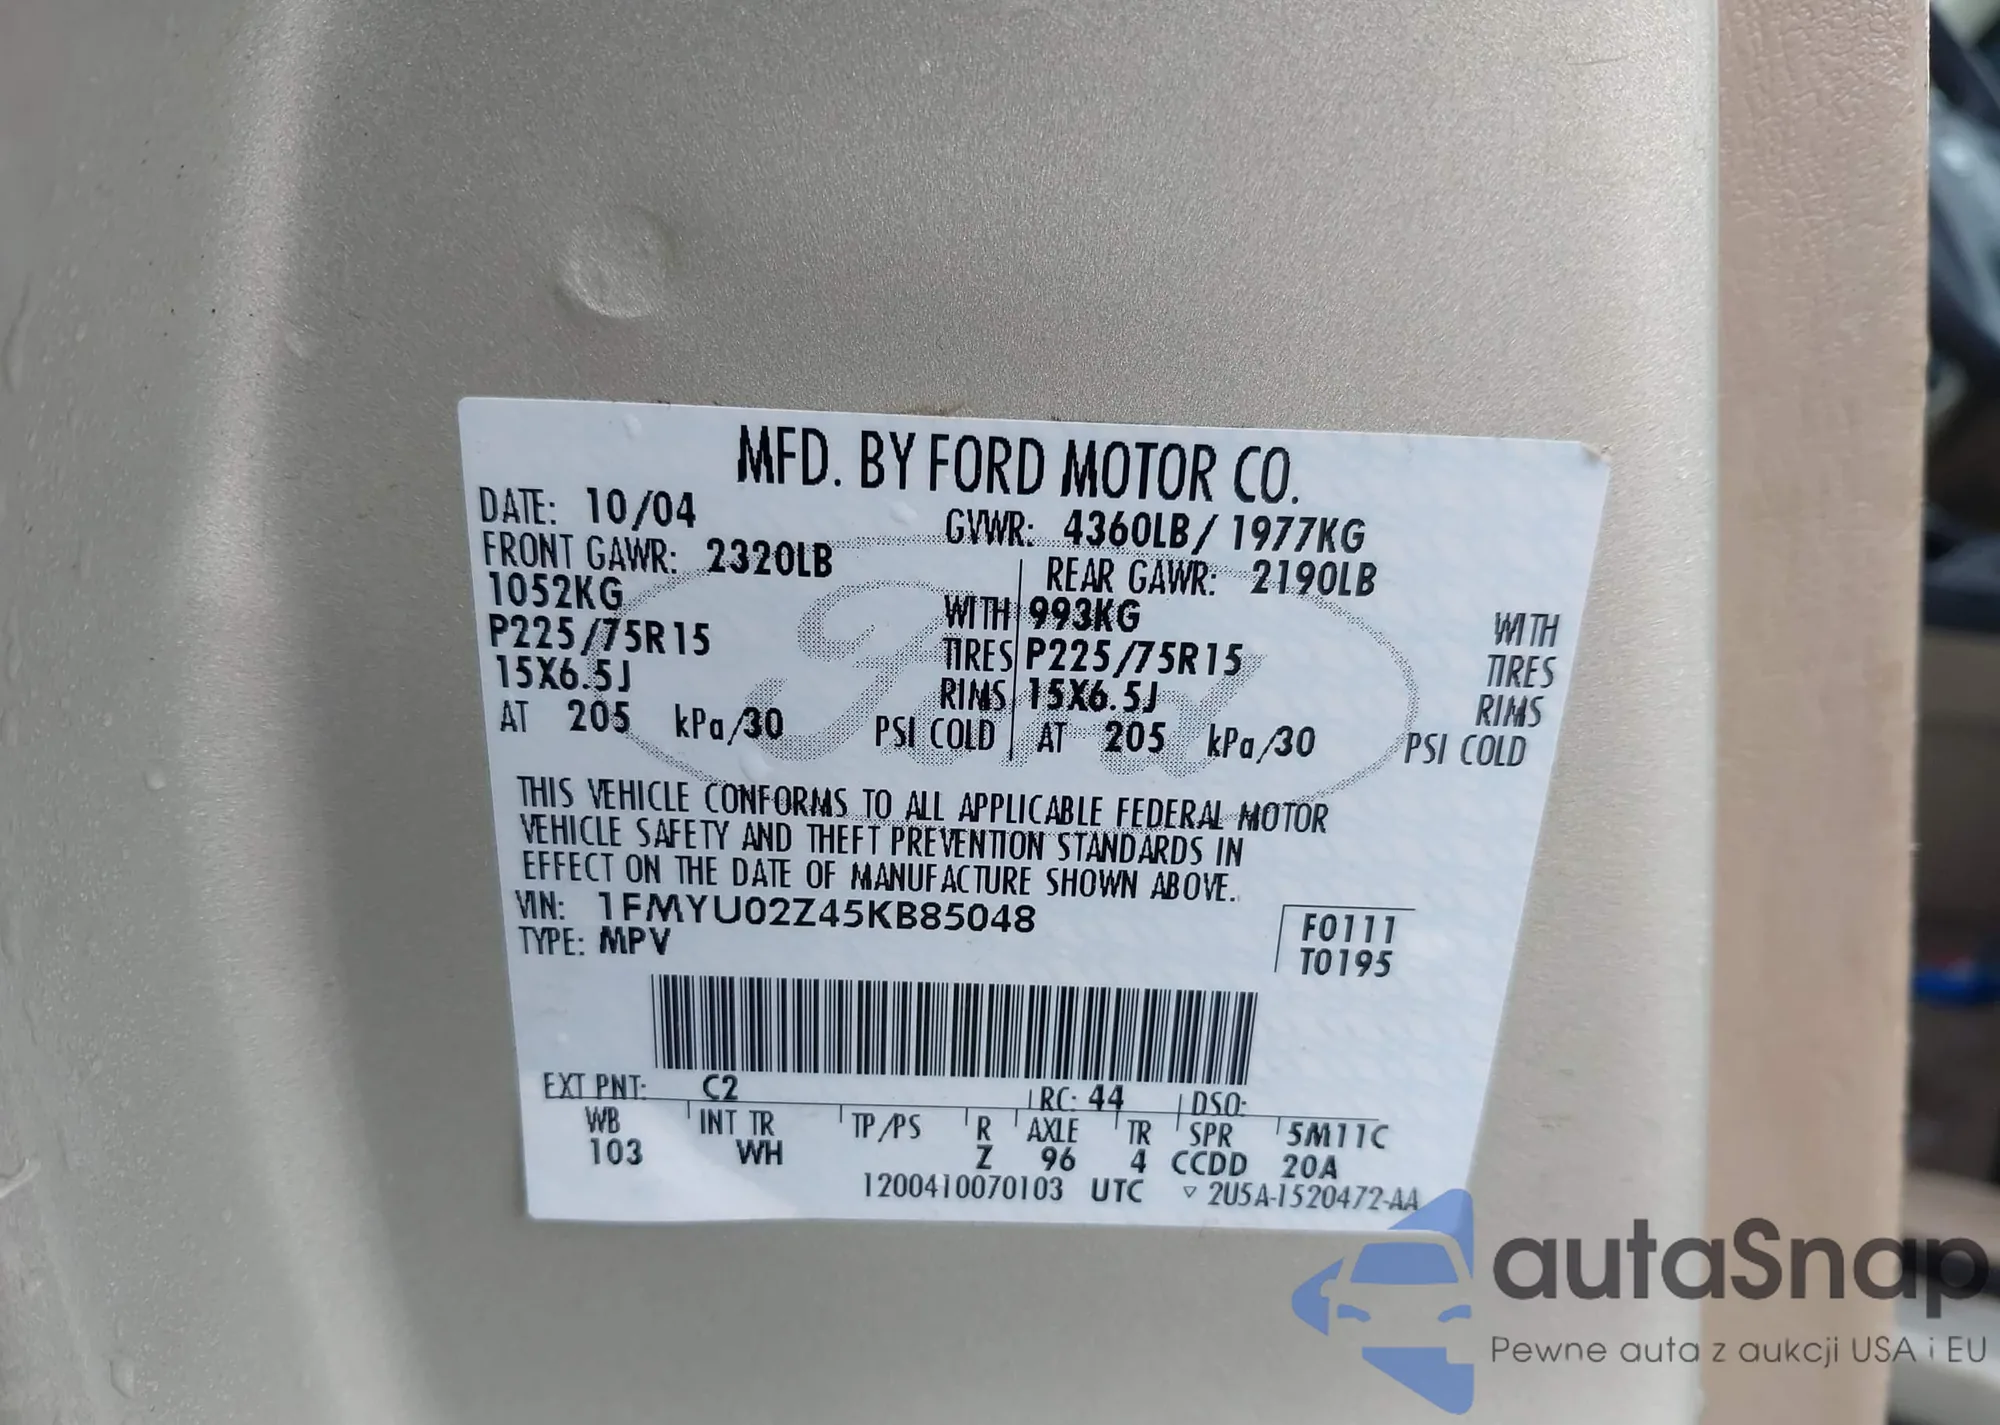 MFD. BY FORD MOTOR CO.
DATE: 10/04 GVWR: 4360LB/ 1977KG
FRONT GAWR: 2320LB REAR GAWR: 2190LB
1052KG WITH 993KG WITH
P225/75R15 TIRES P225/75R15 TIRES
15X6.5J RIMS 15X6.5J RIMS
AT 205 kPa/30 PSI COLD AT 205 kPa/30 PSI COLD
Ford
THIS VEHICLE CONFORMS TO ALL APPLICABLE FEDERAL MOTOR
VEHICLE SAFETY AND THEFT PREVENTION STANDARDS IN
EFFECT ON THE DATE OF MANUFACTURE SHOWN ABOVE.
VIN: 1FMYU02Z45KB85048 F0111
TYPE: MPV T0195
EXT PNT: C2 RC: 44 DSO:
WB INT TR TP/PS R AXLE TR SPR 5M11C
103 WH Z 96 4 CCDD 20A
1200410070103 UTC ▽ 2U5A-1520472-AA
autaSnap
Pewne auta z aukcji USA i EU